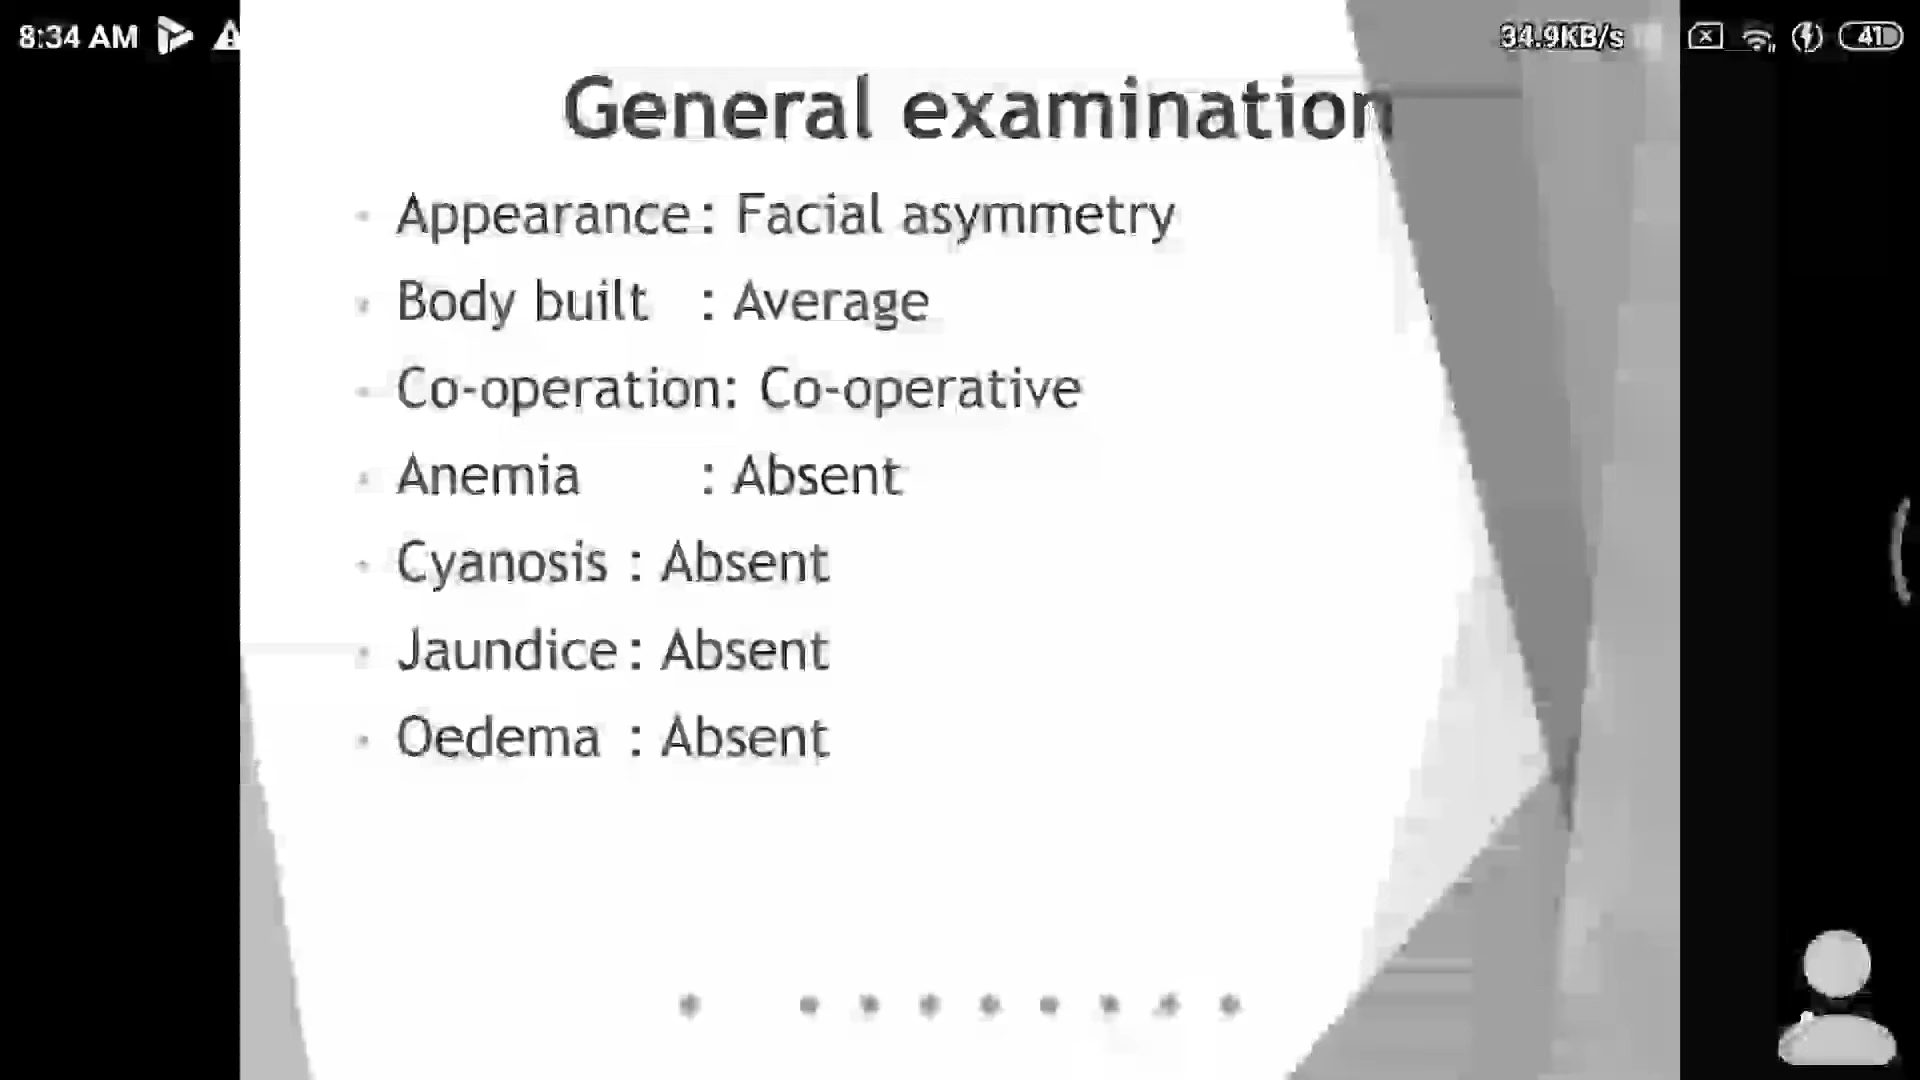 8:34 AM
34.9KB/s
41
General examination
Appearance: Facial asymmetry
Body built : Average
Co-operation: Co-operative
Anemia : Absent
Cyanosis : Absent
Jaundice: Absent
Oedema : Absent